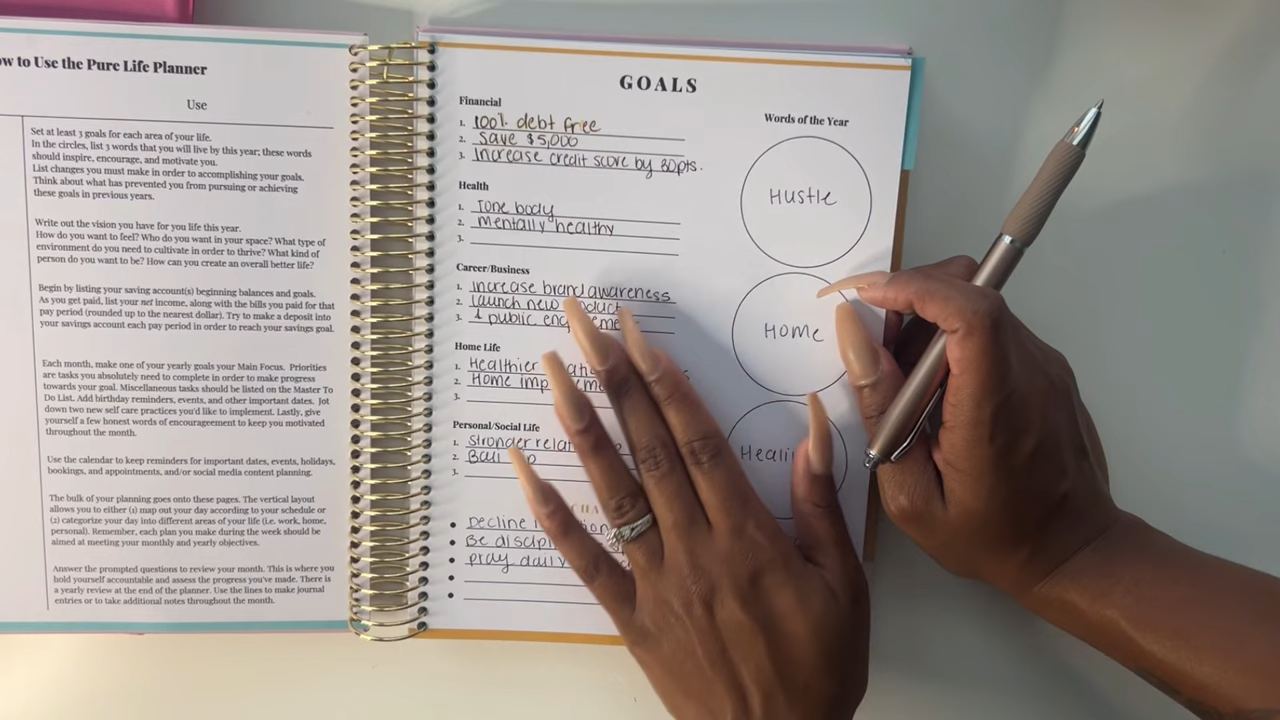 ow to Use the Pure Life Planner
Use
Set at least 3 goals for each area of your life.
In the circles, list 3 words that you will live by this year; these words
should inspire, encourage, and motivate you.
List changes you must make in order to accomplishing your goals.
Think about what has prevented you from pursuing or achieving
these goals in previous years.
Write out the vision you have for you life this year.
How do you want to feel? Who do you want in your space? What type of
environment do you need to cultivate in order to thrive? What kind of
person do you want to be? How can you create an overall better life?
Begin by listing your saving account(s) beginning balances and goals.
As you get paid, list your net income, along with the bills you paid for that
pay period (rounded up to the nearest dollar). Try to make a deposit into
your savings account each pay period in order to reach your savings goal.
Each month, make one of your yearly goals your Main Focus. Priorities
are tasks you absolutely need to complete in order to make progress
towards your goal. Miscellaneous tasks should be listed on the Master To
Do List. Add birthday reminders, events, and other important dates. Jot
down two new self care practices you'd like to implement. Lastly, give
yourself a few honest words of encouragement to keep you motivated
throughout the month.
Use the calendar to keep reminders for important dates, events, holidays,
bookings, and appointments, and/or social media content planning.
The bulk of your planning goes onto these pages. The vertical layout
allows you to either (1) map out your day according to your schedule or
(2) categorize your day into different areas of your life (i.e. work, home,
personal). Remember, each plan you make during the week should be
aimed at meeting your monthly and yearly objectives.
Answer the prompted questions to review your month. This is where you
hold yourself accountable and assess the progress you've made. There is
a yearly review at the end of the planner. Use the lines to make journal
entries or to take additional notes throughout the month.
GOALS
Financial
1. 100% debt free
2. Save $5,000
3. Increase credit score by 30pts.
Health
1. Tone body
2. Mentally healthy
3.
Career/Business
1. Increase brand awareness
2. Launch new
3. 1 public
Home Life
1. Healthier
2. Home
3.
Personal/Social Life
1. Stronger
2.
3.
Decline
Be
pray daily
Words of the Year
Hustle
Home